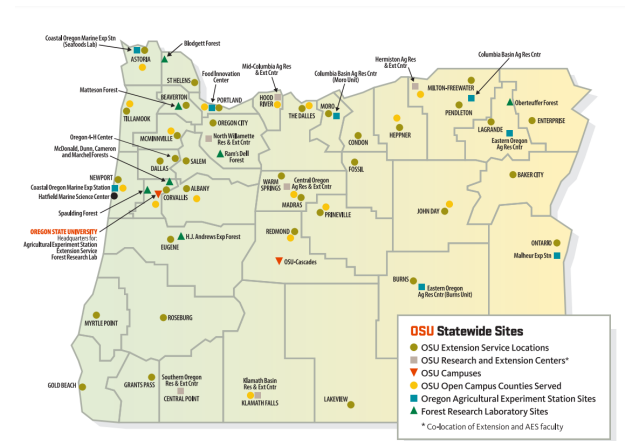 Coastal Oregon Marine Exp Stn
(Seafoods Lab)
ASTORIA
Blodgett Forest
ST HELENS
Matteson Forest
BEAVERTON
Food Innovation
Center
PORTLAND
TILLAMOOK
OREGON CITY
North Willamette
Res & Ext Cntr
Ram's Dell
Forest
MCMINNVILLE
Oregon 4-H Center
McDonald, Dunn, Cameron
and Marchel Forests
DALLAS
SALEM
NEWPORT
Coastal Oregon Marine Exp Station
Hatfield Marine Science Center
ALBANY
CORVALLIS
Spaulding Forest
OREGON STATE UNIVERSITY
Headquarters for:
Agricultural Experiment Station
Extension Service
Forest Research Lab
EUGENE
H.J. Andrews Exp Forest
Mid-Columbia Ag Res
& Ext Cntr
HOOD
RIVER
THE DALLES
Columbia Basin Ag Res Cntr
(Moro Unit)
MORO
Hermiston Ag Res
& Ext Cntr
Columbia Basin
Ag Res Cntr
MILTON-FREEWATER
PENDLETON
Oberteuffer Forest
LAGRANDE
ENTERPRISE
Eastern Oregon
Ag Res Cntr
CONDON
HEPPNER
FOSSIL
WARM
SPRINGS
Central Oregon
Ag Res & Ext Cntr
MADRAS
PRINEVILLE
REDMOND
OSU-Cascades
JOHN DAY
BAKER CITY
ONTARIO
Malheur Exp Stn
BURNS
Eastern Oregon
Ag Res Cntr (Burns Unit)
MYRTLE POINT
ROSEBURG
GOLD BEACH
GRANTS PASS
Southern Oregon
Res & Ext Cntr
CENTRAL POINT
Klamath Basin
Res & Ext Cntr
KLAMATH FALLS
LAKEVIEW
OSU Statewide Sites
OSU Extension Service Locations
OSU Research and Extension Centers*
OSU Campuses
OSU Open Campus Counties Served
Oregon Agricultural Experiment Station Sites
Forest Research Laboratory Sites
* Co-location of Extension and AES faculty